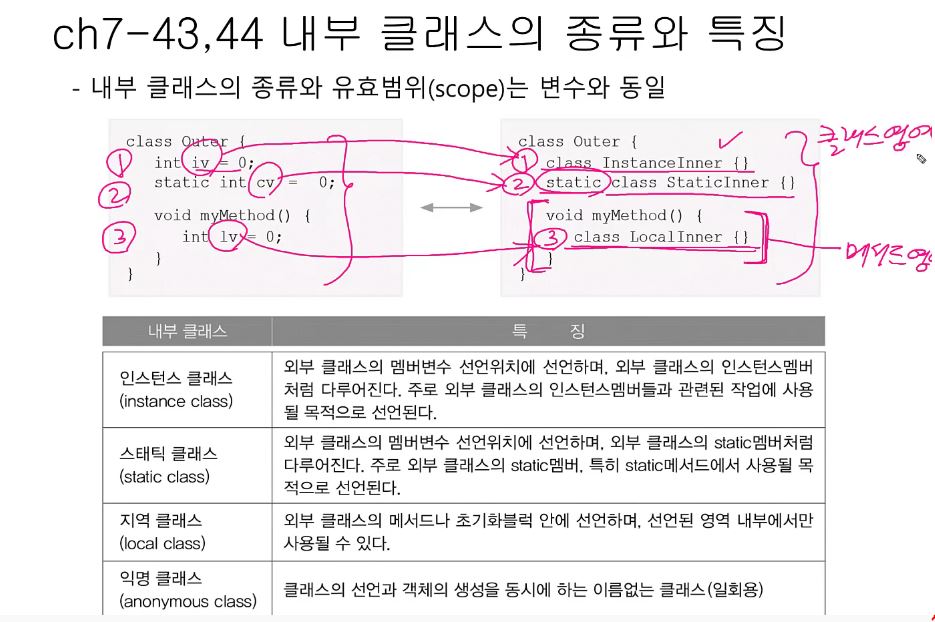 ch7-43,44 내부 클래스의 종류와 특징
- 내부 클래스의 종류와 유효범위(scope)는 변수와 동일
class Outer {
① int iv = 0;
② static int cv = 0;
void myMethod() {
③ int lv = 0;
}
}
class Outer {
① class InstanceInner {}
② static class StaticInner {}
void myMethod() {
③ class LocalInner {}
}
}
클래스영역
메서드영
내부 클래스
특 징
인스턴스 클래스
(instance class)
외부 클래스의 멤버변수 선언위치에 선언하며, 외부 클래스의 인스턴스멤버
처럼 다루어진다. 주로 외부 클래스의 인스턴스멤버들과 관련된 작업에 사용
될 목적으로 선언된다.
스태틱 클래스
(static class)
외부 클래스의 멤버변수 선언위치에 선언하며, 외부 클래스의 static멤버처럼
다루어진다. 주로 외부 클래스의 static멤버, 특히 static메서드에서 사용될 목
적으로 선언된다.
지역 클래스
(local class)
외부 클래스의 메서드나 초기화블럭 안에 선언하며, 선언된 영역 내부에서만
사용될 수 있다.
익명 클래스
(anonymous class)
클래스의 선언과 객체의 생성을 동시에 하는 이름없는 클래스(일회용)